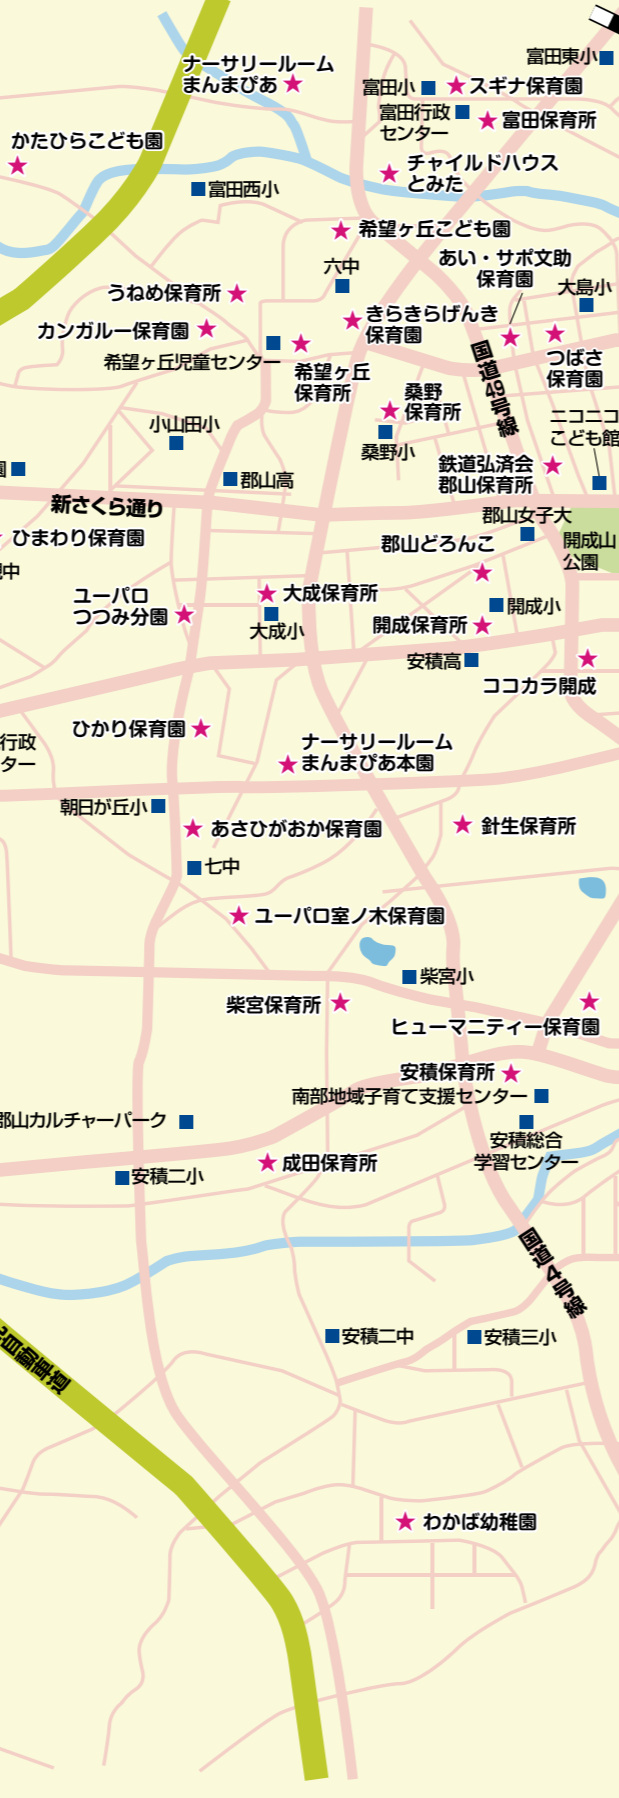 富田東小
ナーサリールーム
まんまぴあ
富田小
スギナ保育園
富田行政
センター
富田保育所
かたひらこども園
チャイルドハウス
とみた
富田西小
希望ヶ丘こども園
あい・サポ文助
保育園
六中
大島小
うねめ保育所
きらきらげんき
保育園
カンガルー保育園
国道49号線
つばさ
保育園
希望ヶ丘児童センター
希望ヶ丘
保育所
桑野
保育所
ニコニコ
こども館
小山田小
桑野小
鉄道弘済会
郡山保育所
園
郡山高
新さくら通り
郡山女子大
ひまわり保育園
郡山どろんこ
開成山
公園
中
ユーパロ
つつみ分園
大成保育所
開成小
大成小
開成保育所
安積高
ココカラ開成
ひかり保育園
行政
ター
ナーサリールーム
まんまぴあ本園
朝日が丘小
あさひがおか保育園
針生保育所
七中
ユーパロ室ノ木保育園
柴宮小
柴宮保育所
ヒューマニティー保育園
安積保育所
南部地域子育て支援センター
郡山カルチャーパーク
安積総合
学習センター
成田保育所
安積二小
国道4号線
安積二中
安積三小
自動車道
わかば幼稚園